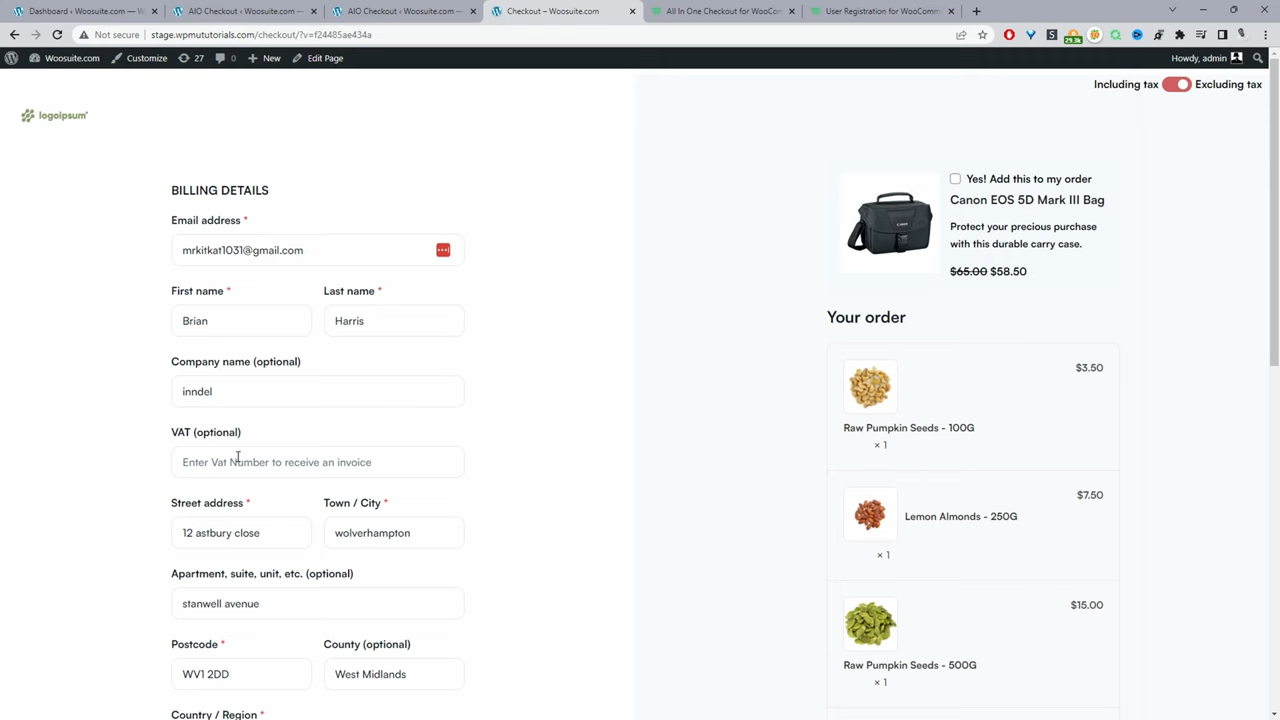 Dashboard ‹ Woosuite.com — W
AIO Checkout ‹ Woosuite.com —
AIO Checkout ‹ Woosuite.com —
Checkout – Woosuite.com
All In One Checkout for WooCom
User Registration for WooComm
Not secure | stage.wpmututorials.com/checkout/?v=f24485ae434a
29.3k
Woosuite.com
Customize
27
0
New
Edit Page
Howdy, admin
Including tax
Excluding tax
logoipsum
BILLING DETAILS
Email address *
mrkitkat1031@gmail.com
First name *
Last name *
Brian
Harris
Company name (optional)
inndel
VAT (optional)
Enter Vat Number to receive an invoice
Street address *
Town / City *
12 astbury close
wolverhampton
Apartment, suite, unit, etc. (optional)
stanwell avenue
Postcode *
County (optional)
WV1 2DD
West Midlands
Country / Region *
Yes! Add this to my order
Canon EOS 5D Mark III Bag
Protect your precious purchase
with this durable carry case.
$65.00 $58.50
Your order
$3.50
Raw Pumpkin Seeds - 100G
× 1
$7.50
Lemon Almonds - 250G
× 1
$15.00
Raw Pumpkin Seeds - 500G
× 1